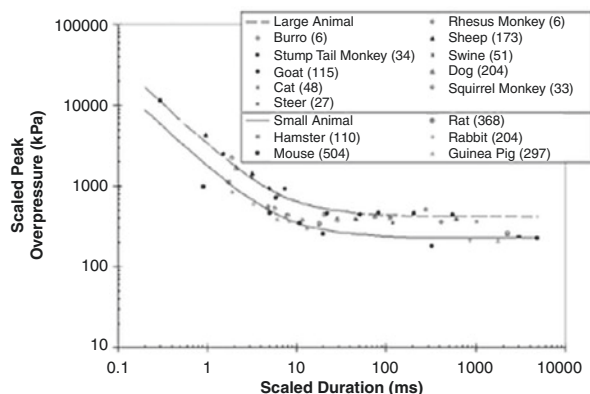 100000
10000
1000
100
10
Scaled Peak
Overpressure (kPa)
Large Animal
Burro (6)
Stump Tail Monkey (34)
Goat (115)
Cat (48)
Steer (27)
Rhesus Monkey (6)
Sheep (173)
Swine (51)
Dog (204)
Squirrel Monkey (33)
Small Animal
Hamster (110)
Mouse (504)
Rat (368)
Rabbit (204)
Guinea Pig (297)
0.1 1 10 100 1000 10000
Scaled Duration (ms)